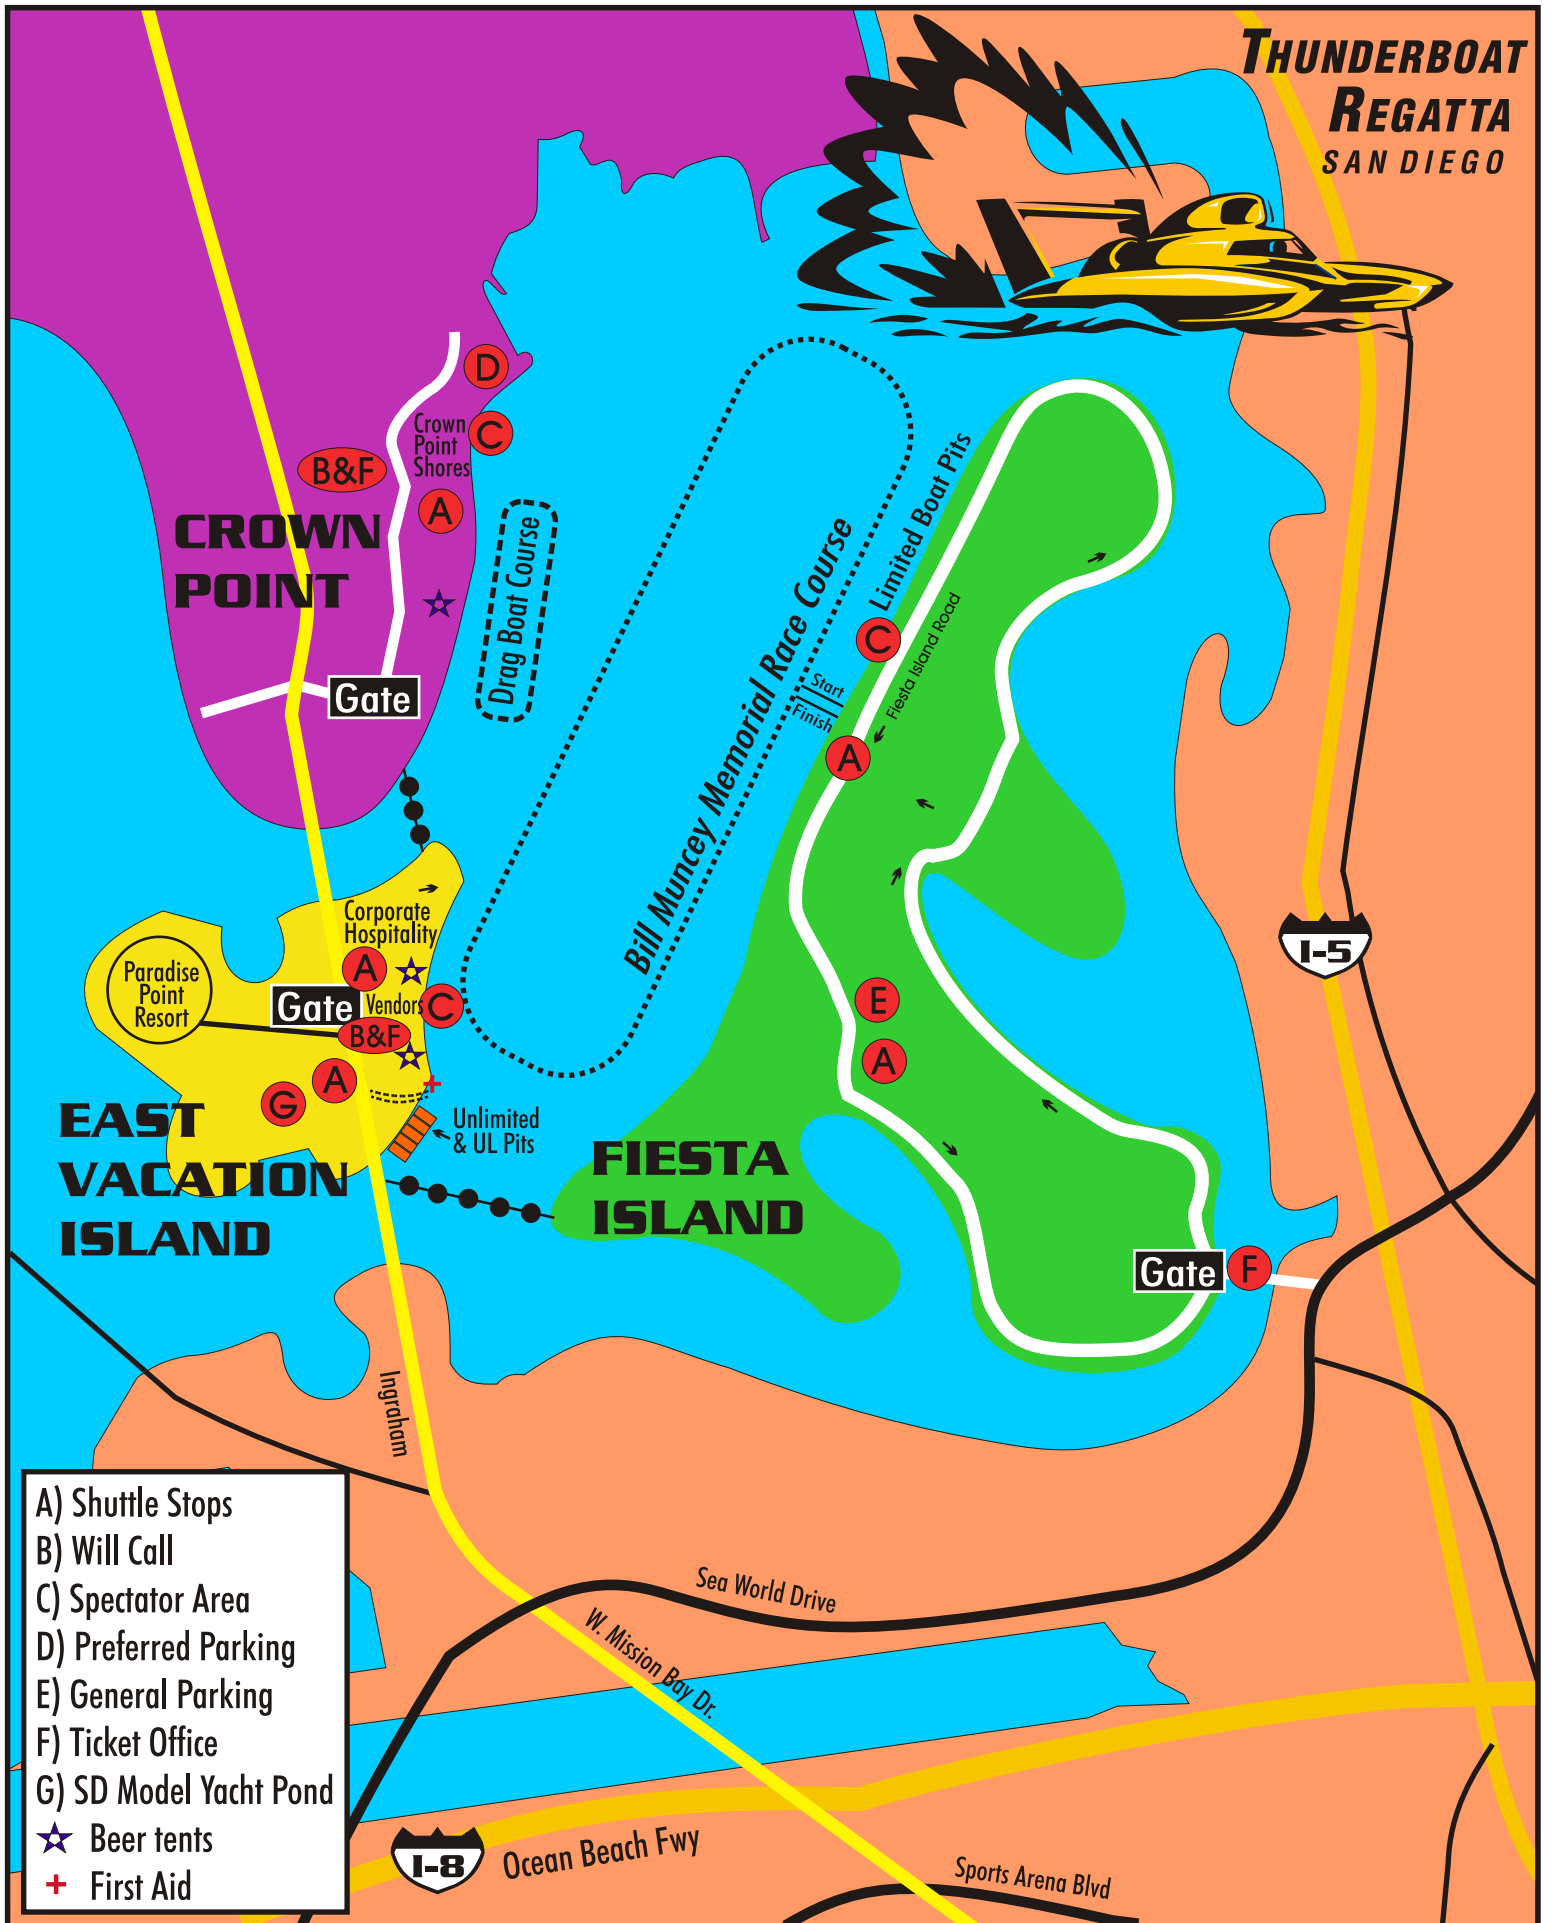 THUNDERBOAT
REGATTA
SAN DIEGO
D
Crown
Point
Shores
C
B&F
A
CROWN
POINT
Gate
Drag Boat Course
Bill Muncey Memorial Race Course
Limited Boat Pits
C
Start
Finish
Fiesta Island Road
A
Corporate
Hospitality
A
Paradise
Point
Resort
Gate
Vendors
C
B&F
A
G
EAST
VACATION
ISLAND
Unlimited
& UL Pits
E
A
FIESTA
ISLAND
Gate
F
I-5
Ingraham
Sea World Drive
W. Mission Bay Dr.
I-8
Ocean Beach Fwy
Sports Arena Blvd
A) Shuttle Stops
B) Will Call
C) Spectator Area
D) Preferred Parking
E) General Parking
F) Ticket Office
G) SD Model Yacht Pond
Beer tents
First Aid